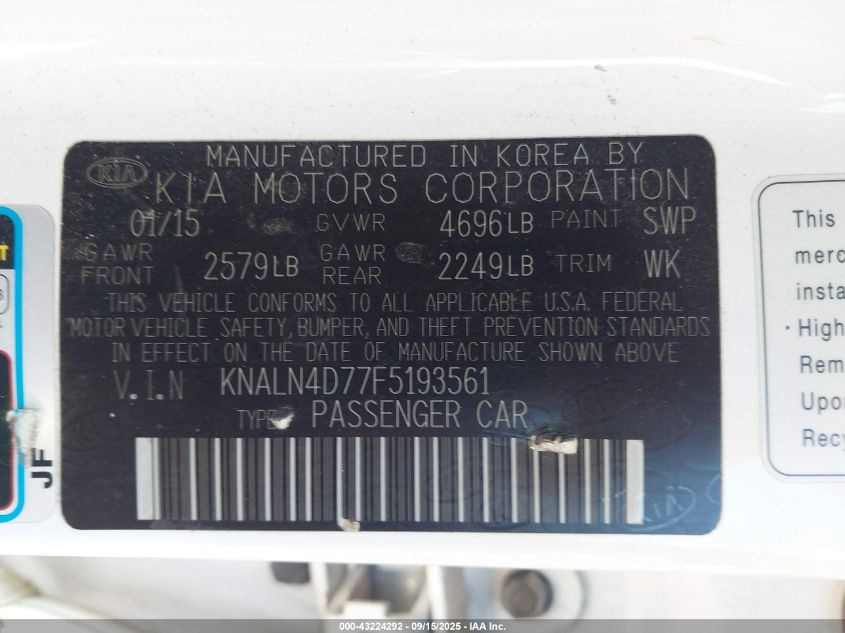 MANUFACTURED IN KOREA BY
KIA KIA MOTORS CORPORATION
01/15 GVWR 4696LB PAINT SWP
GAWR FRONT 2579LB GAWR REAR 2249LB TRIM WK
THIS VEHICLE CONFORMS TO ALL APPLICABLE U.S.A. FEDERAL
MOTOR VEHICLE SAFETY, BUMPER, AND THEFT PREVENTION STANDARDS
IN EFFECT ON THE DATE OF MANUFACTURE SHOWN ABOVE
V.I.N KNALN4D77F5193561
TYPE PASSENGER CAR
KIA
JF
This
merc
insta
· High
Rem
Upon
Recy
000-43224292 - 09/15/2025 - IAA Inc.